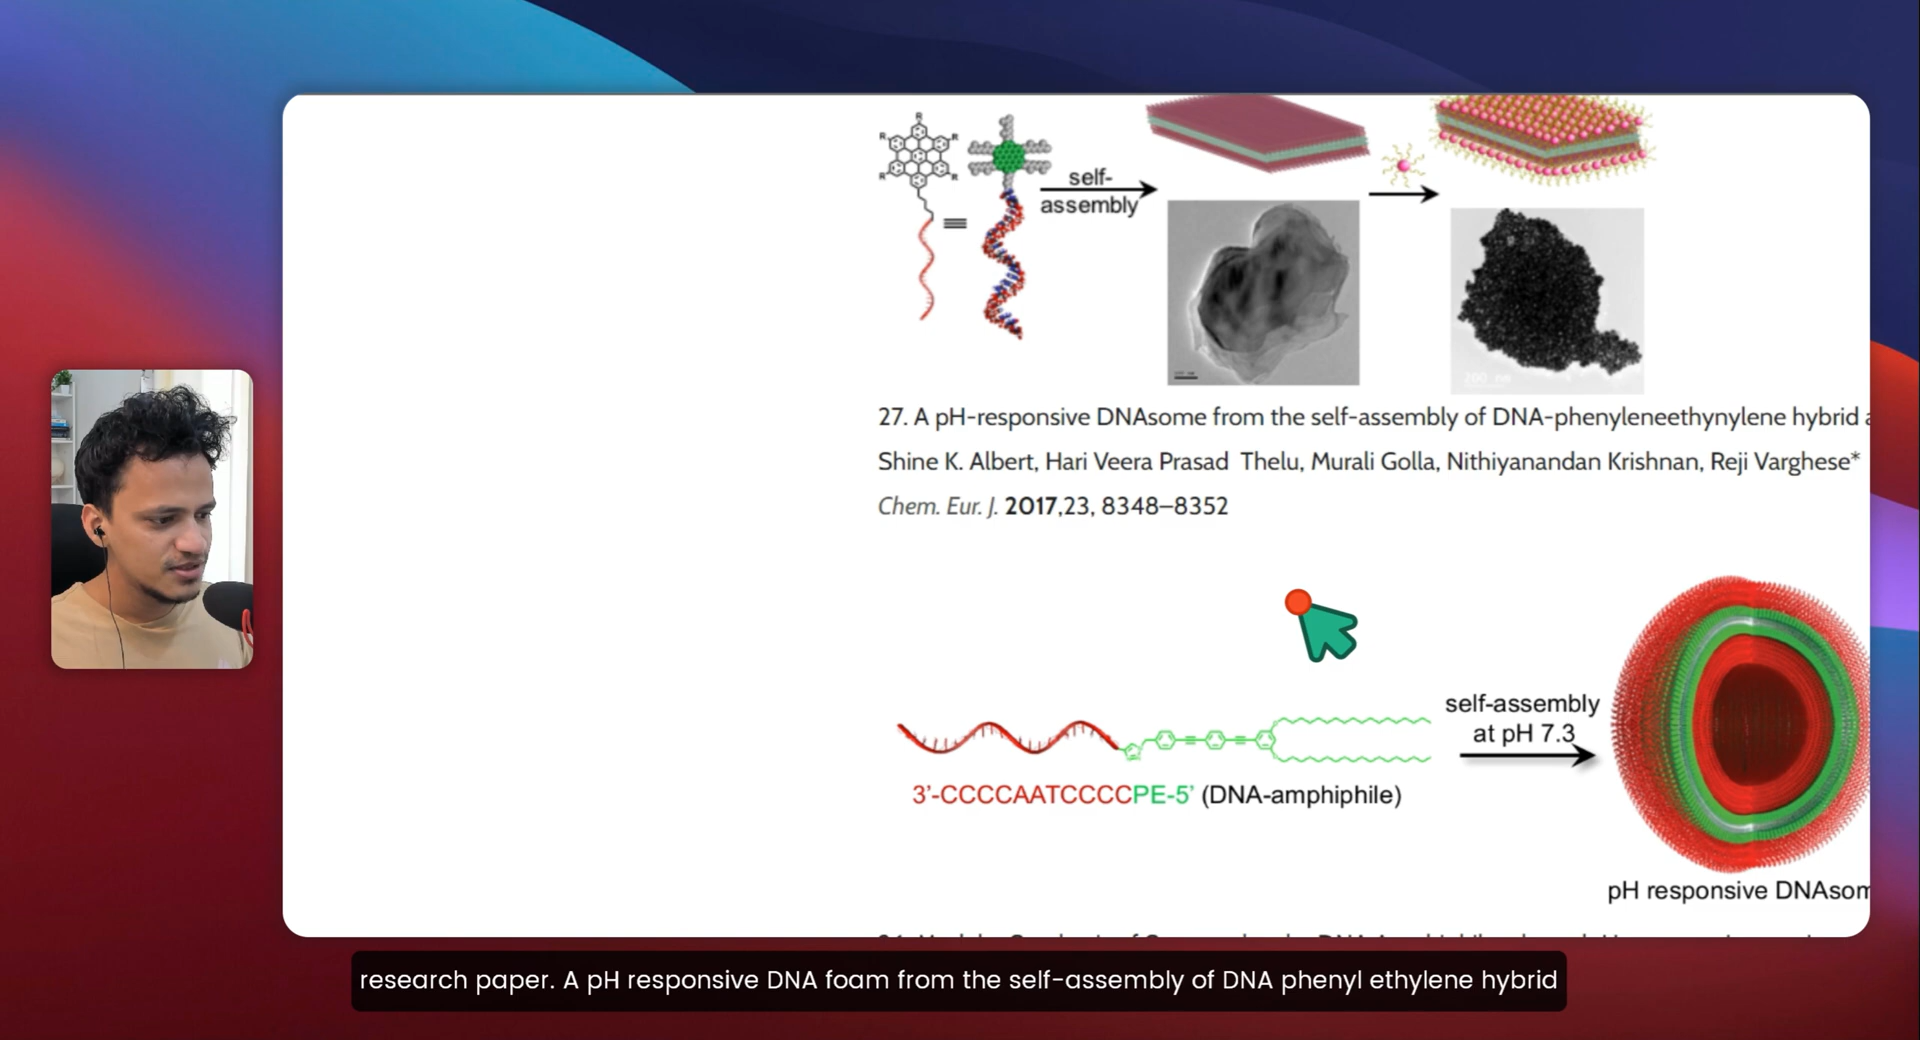 R
R
R
R
R
self-
assembly
200 nm
27. A pH-responsive DNAsome from the self-assembly of DNA-phenyleneethynylene hybrid
Shine K. Albert, Hari Veera Prasad Thelu, Murali Golla, Nithiyanandan Krishnan, Reji Varghese*
Chem. Eur. J. 2017,23, 8348–8352
self-assembly
at pH 7.3
3'-CCCCAATCCCCPE-5' (DNA-amphiphile)
pH responsive DNAsom
research paper. A pH responsive DNA foam from the self-assembly of DNA phenyl ethylene hybrid